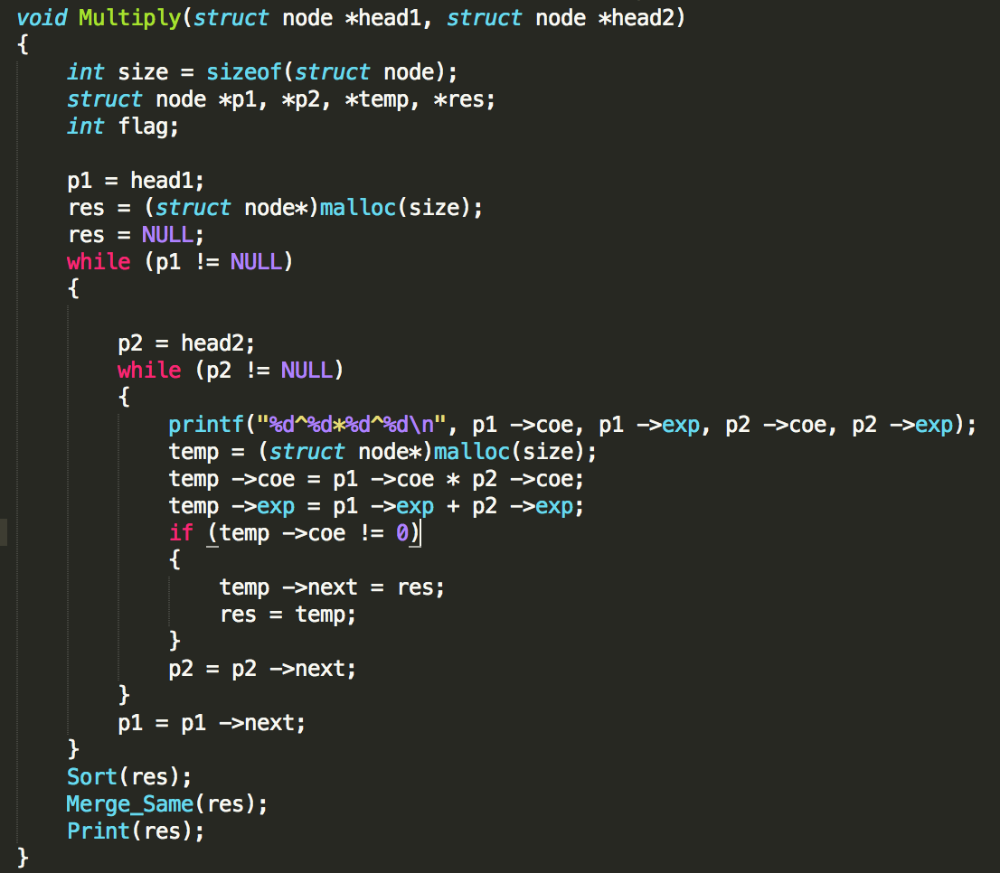 void Multiply(struct node *head1, struct node *head2)
{
    int size = sizeof(struct node);
    struct node *p1, *p2, *temp, *res;
    int flag;

    p1 = head1;
    res = (struct node*)malloc(size);
    res = NULL;
    while (p1 != NULL)
    {

        p2 = head2;
        while (p2 != NULL)
        {
            printf("%d^%d*%d^%d\n", p1 ->coe, p1 ->exp, p2 ->coe, p2 ->exp);
            temp = (struct node*)malloc(size);
            temp ->coe = p1 ->coe * p2 ->coe;
            temp ->exp = p1 ->exp + p2 ->exp;
            if (temp ->coe != 0)
            {
                temp ->next = res;
                res = temp;
            }
            p2 = p2 ->next;
        }
        p1 = p1 ->next;
    }
    Sort(res);
    Merge_Same(res);
    Print(res);
}